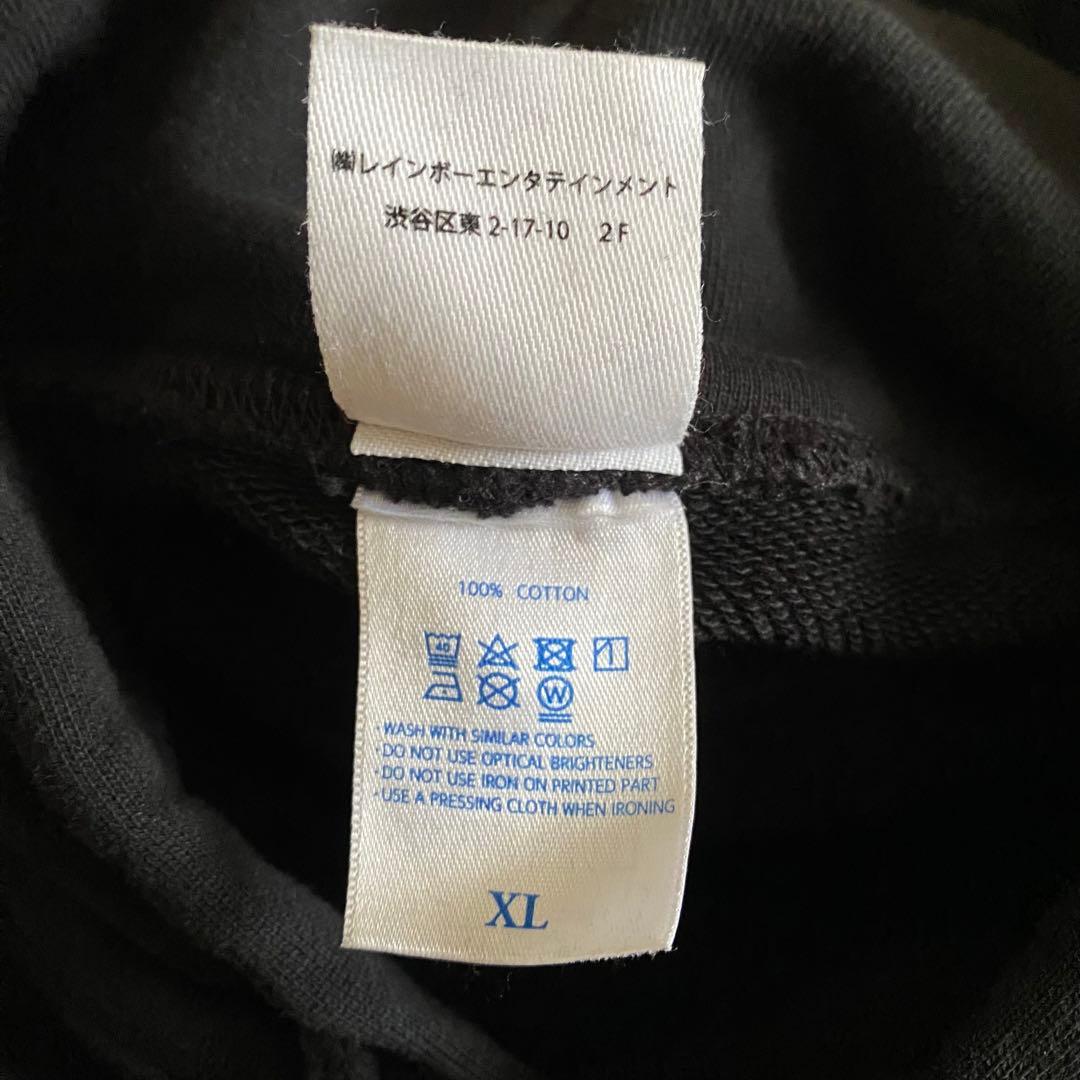 ㈱レインボーエンタテインメント
渋谷区東 2-17-10 2F
100% COTTON
40
W
・WASH WITH SIMILAR COLORS
・DO NOT USE OPTICAL BRIGHTENERS
・DO NOT USE IRON ON PRINTED PART
・USE A PRESSING CLOTH WHEN IRONING
XL